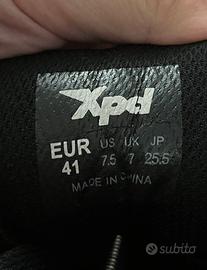 Xpd
EUR US UK JP
41 7.5 7 25.5
MADE IN CHINA
subito